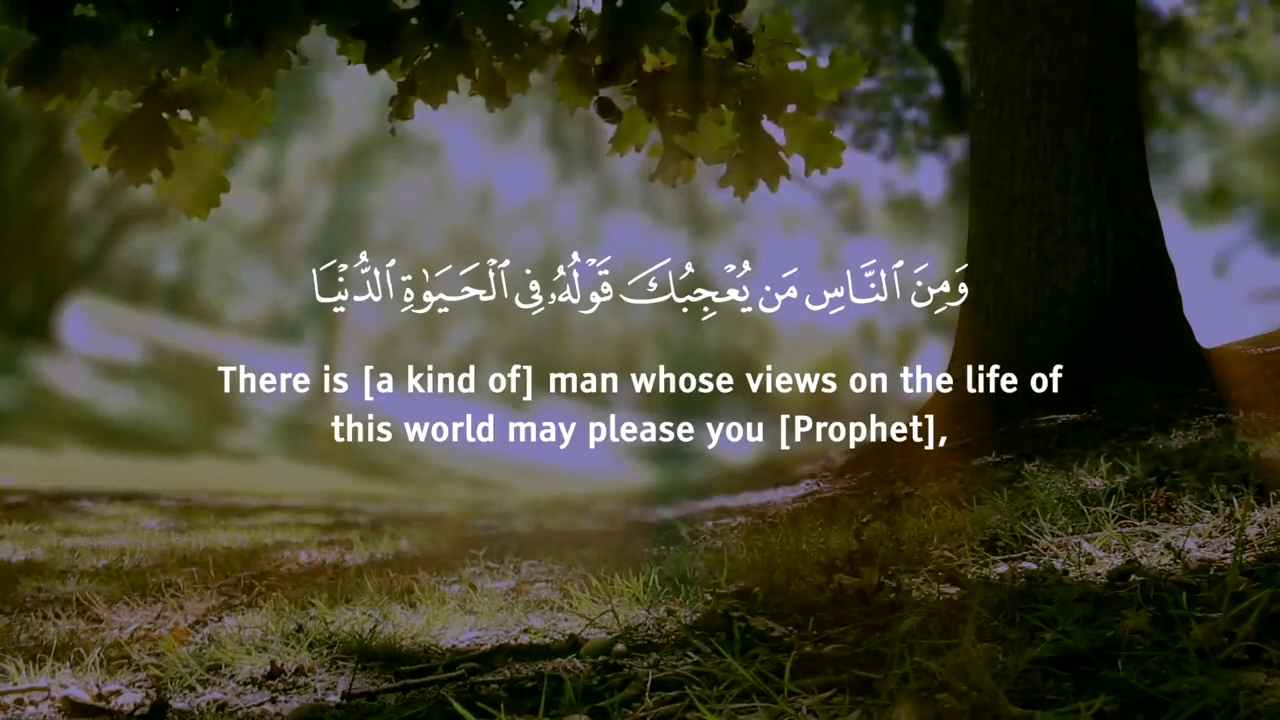 وَمِنَ ٱلنَّاسِ مَن يُعْجِبُكَ قَوْلُهُۥ فِى ٱلْحَيَوٰةِ ٱلدُّنْيَا
There is [a kind of] man whose views on the life of
this world may please you [Prophet],